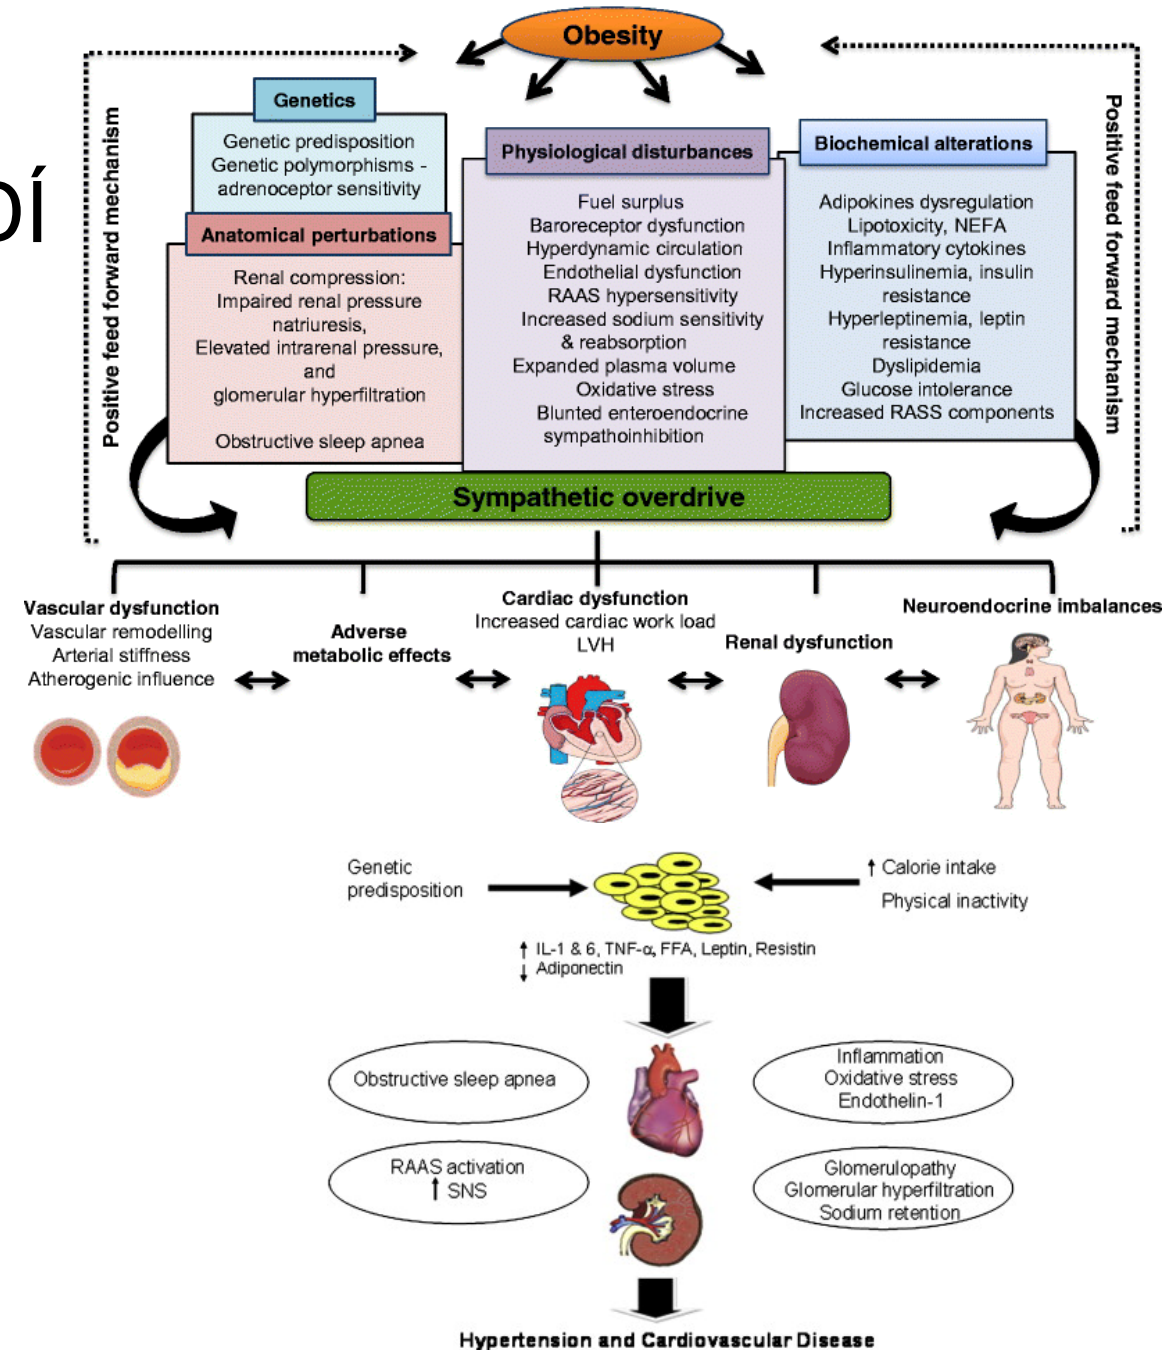 Obesity
Positive feed forward mechanism
Genetics
Genetic predisposition
Genetic polymorphisms -
adrenoceptor sensitivity
Anatomical perturbations
Renal compression:
Impaired renal pressure
natriuresis,
Elevated intrarenal pressure,
and
glomerular hyperfiltration
Obstructive sleep apnea
Physiological disturbances
Fuel surplus
Baroreceptor dysfunction
Hyperdynamic circulation
Endothelial dysfunction
RAAS hypersensitivity
Increased sodium sensitivity
& reabsorption
Expanded plasma volume
Oxidative stress
Blunted enteroendocrine
sympathoinhibition
Biochemical alterations
Adipokines dysregulation
Lipotoxicity, NEFA
Inflammatory cytokines
Hyperinsulinemia, insulin
resistance
Hyperleptinemia, leptin
resistance
Dyslipidemia
Glucose intolerance
Increased RASS components
Positive feed forward mechanism
Sympathetic overdrive
Vascular dysfunction
Vascular remodelling
Arterial stiffness
Atherogenic influence
Adverse
metabolic effects
Cardiac dysfunction
Increased cardiac work load
LVH
Renal dysfunction
Neuroendocrine imbalances
Genetic
predisposition
↑ Calorie intake
Physical inactivity
↑ IL-1 & 6, TNF-α, FFA, Leptin, Resistin
↓ Adiponectin
Obstructive sleep apnea
Inflammation
Oxidative stress
Endothelin-1
RAAS activation
↑ SNS
Glomerulopathy
Glomerular hyperfiltration
Sodium retention
Hypertension and Cardiovascular Disease